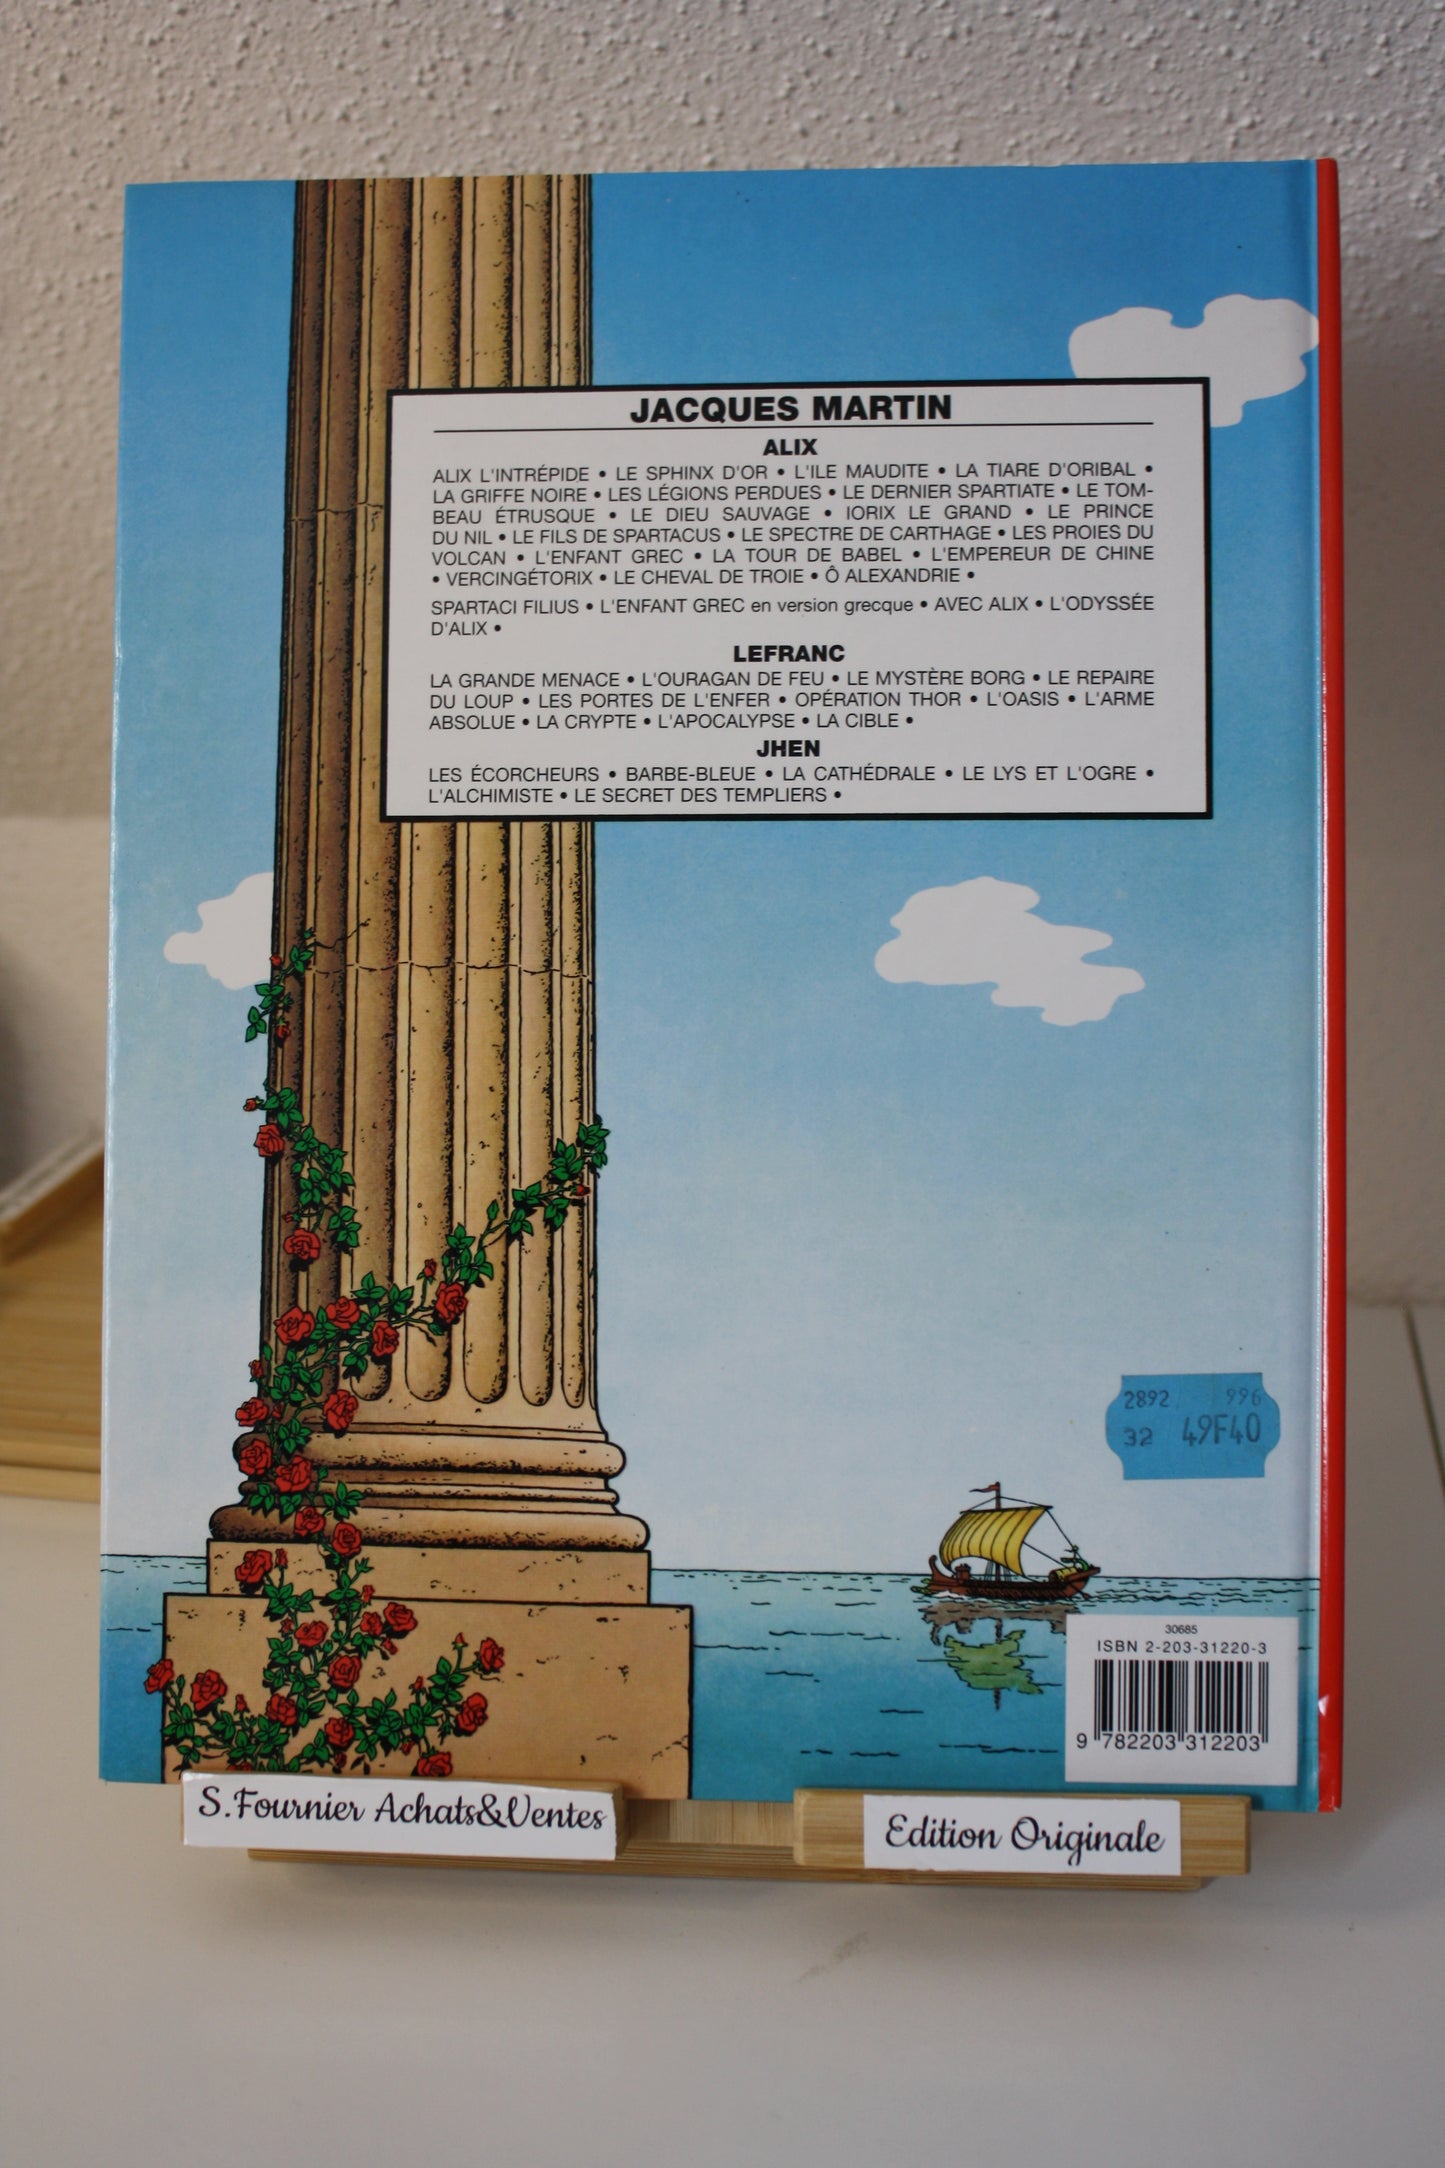 JACQUES MARTIN
ALIX
ALIX L'INTRÉPIDE • LE SPHINX D'OR • L'ILE MAUDITE • LA TIARE D'ORIBAL •
LA GRIFFE NOIRE • LES LÉGIONS PERDUES • LE DERNIER SPARTIATE • LE TOM-
BEAU ÉTRUSQUE • LE DIEU SAUVAGE • IORIX LE GRAND • LE PRINCE
DU NIL • LE FILS DE SPARTACUS • LE SPECTRE DE CARTHAGE • LES PROIES DU
VOLCAN • L'ENFANT GREC • LA TOUR DE BABEL • L'EMPEREUR DE CHINE
• VERCINGÉTORIX • LE CHEVAL DE TROIE • Ô ALEXANDRIE •
SPARTACI FILIUS • L'ENFANT GREC en version grecque • AVEC ALIX • L'ODYSSÉE
D'ALIX •
LEFRANC
LA GRANDE MENACE • L'OURAGAN DE FEU • LE MYSTÈRE BORG • LE REPAIRE
DU LOUP • LES PORTES DE L'ENFER • OPÉRATION THOR • L'OASIS • L'ARME
ABSOLUE • LA CRYPTE • L'APOCALYPSE • LA CIBLE •
JHEN
LES ÉCORCHEURS • BARBE-BLEUE • LA CATHÉDRALE • LE LYS ET L'OGRE •
L'ALCHIMISTE • LE SECRET DES TEMPLIERS •
2892 996
32 49F40
30685
ISBN 2-203-31220-3
9 782203 312203
S.Fournier Achats&Ventes
Edition Originale